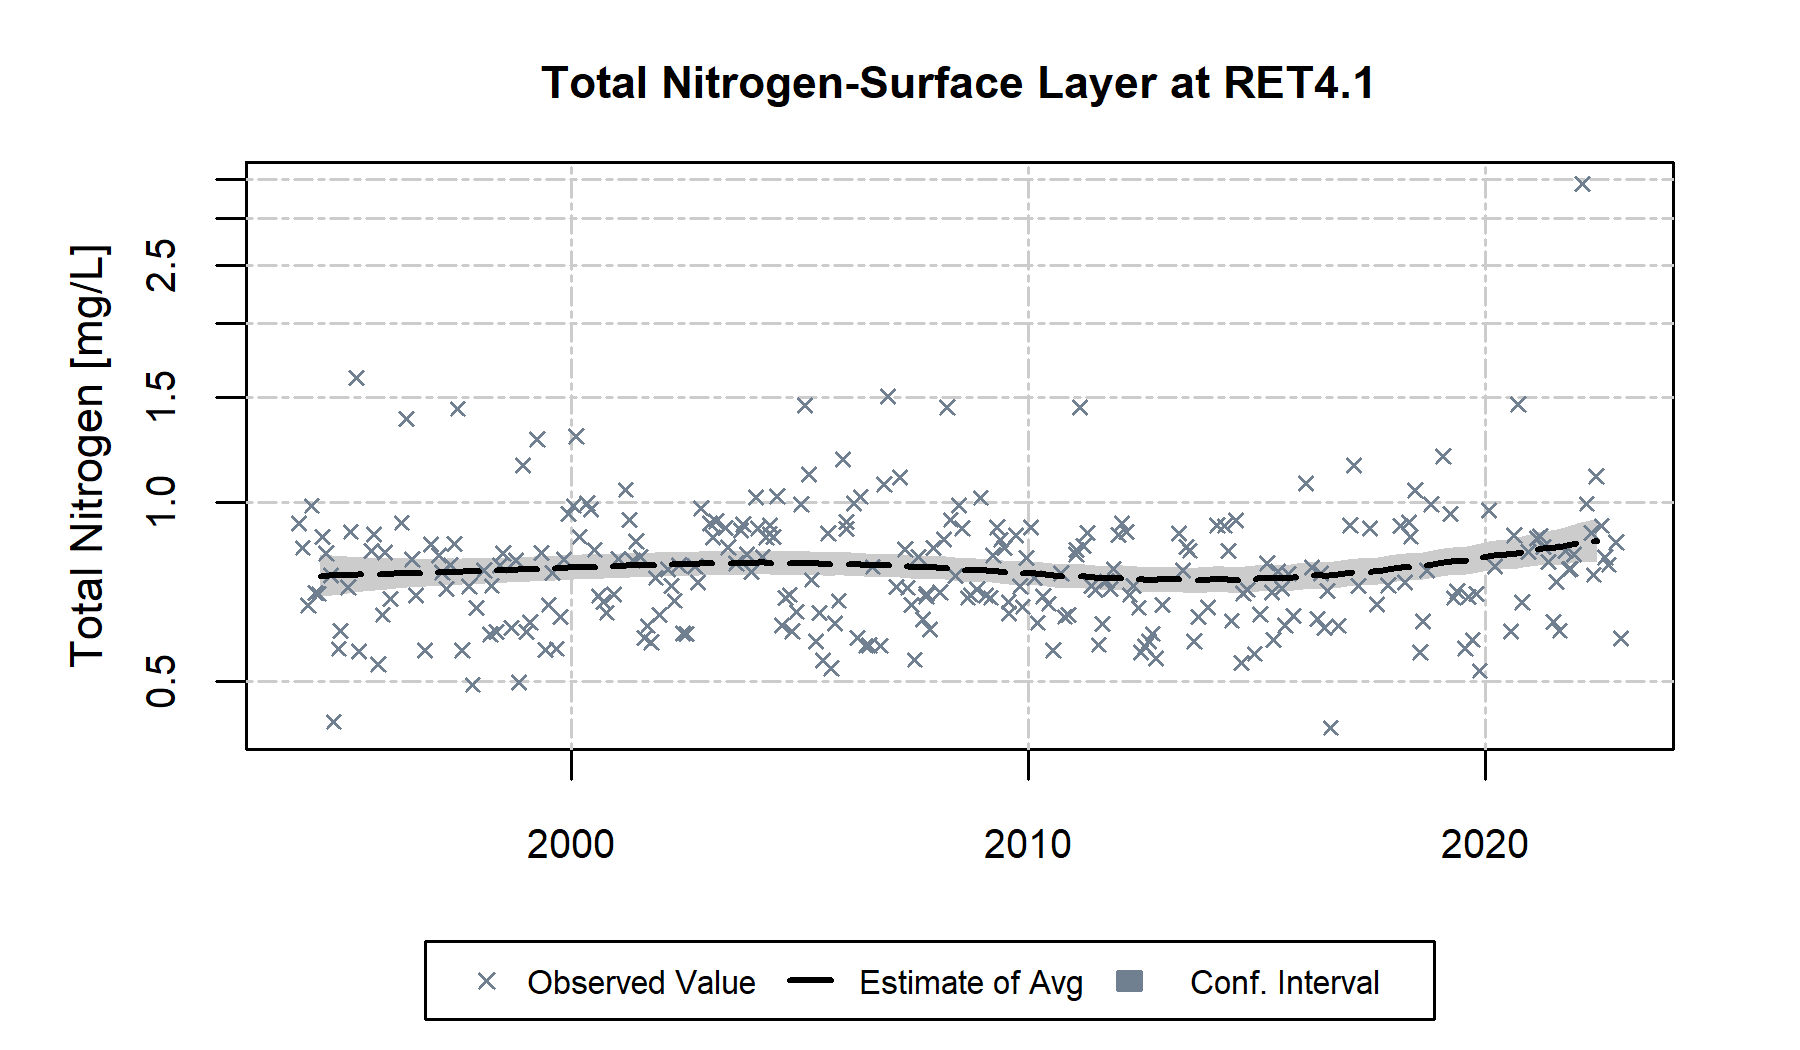 Total Nitrogen-Surface Layer at RET4.1
Total Nitrogen [mg/L]
2.5
1.5
1.0
0.5
2000
2010
2020
Observed Value
Estimate of Avg
Conf. Interval